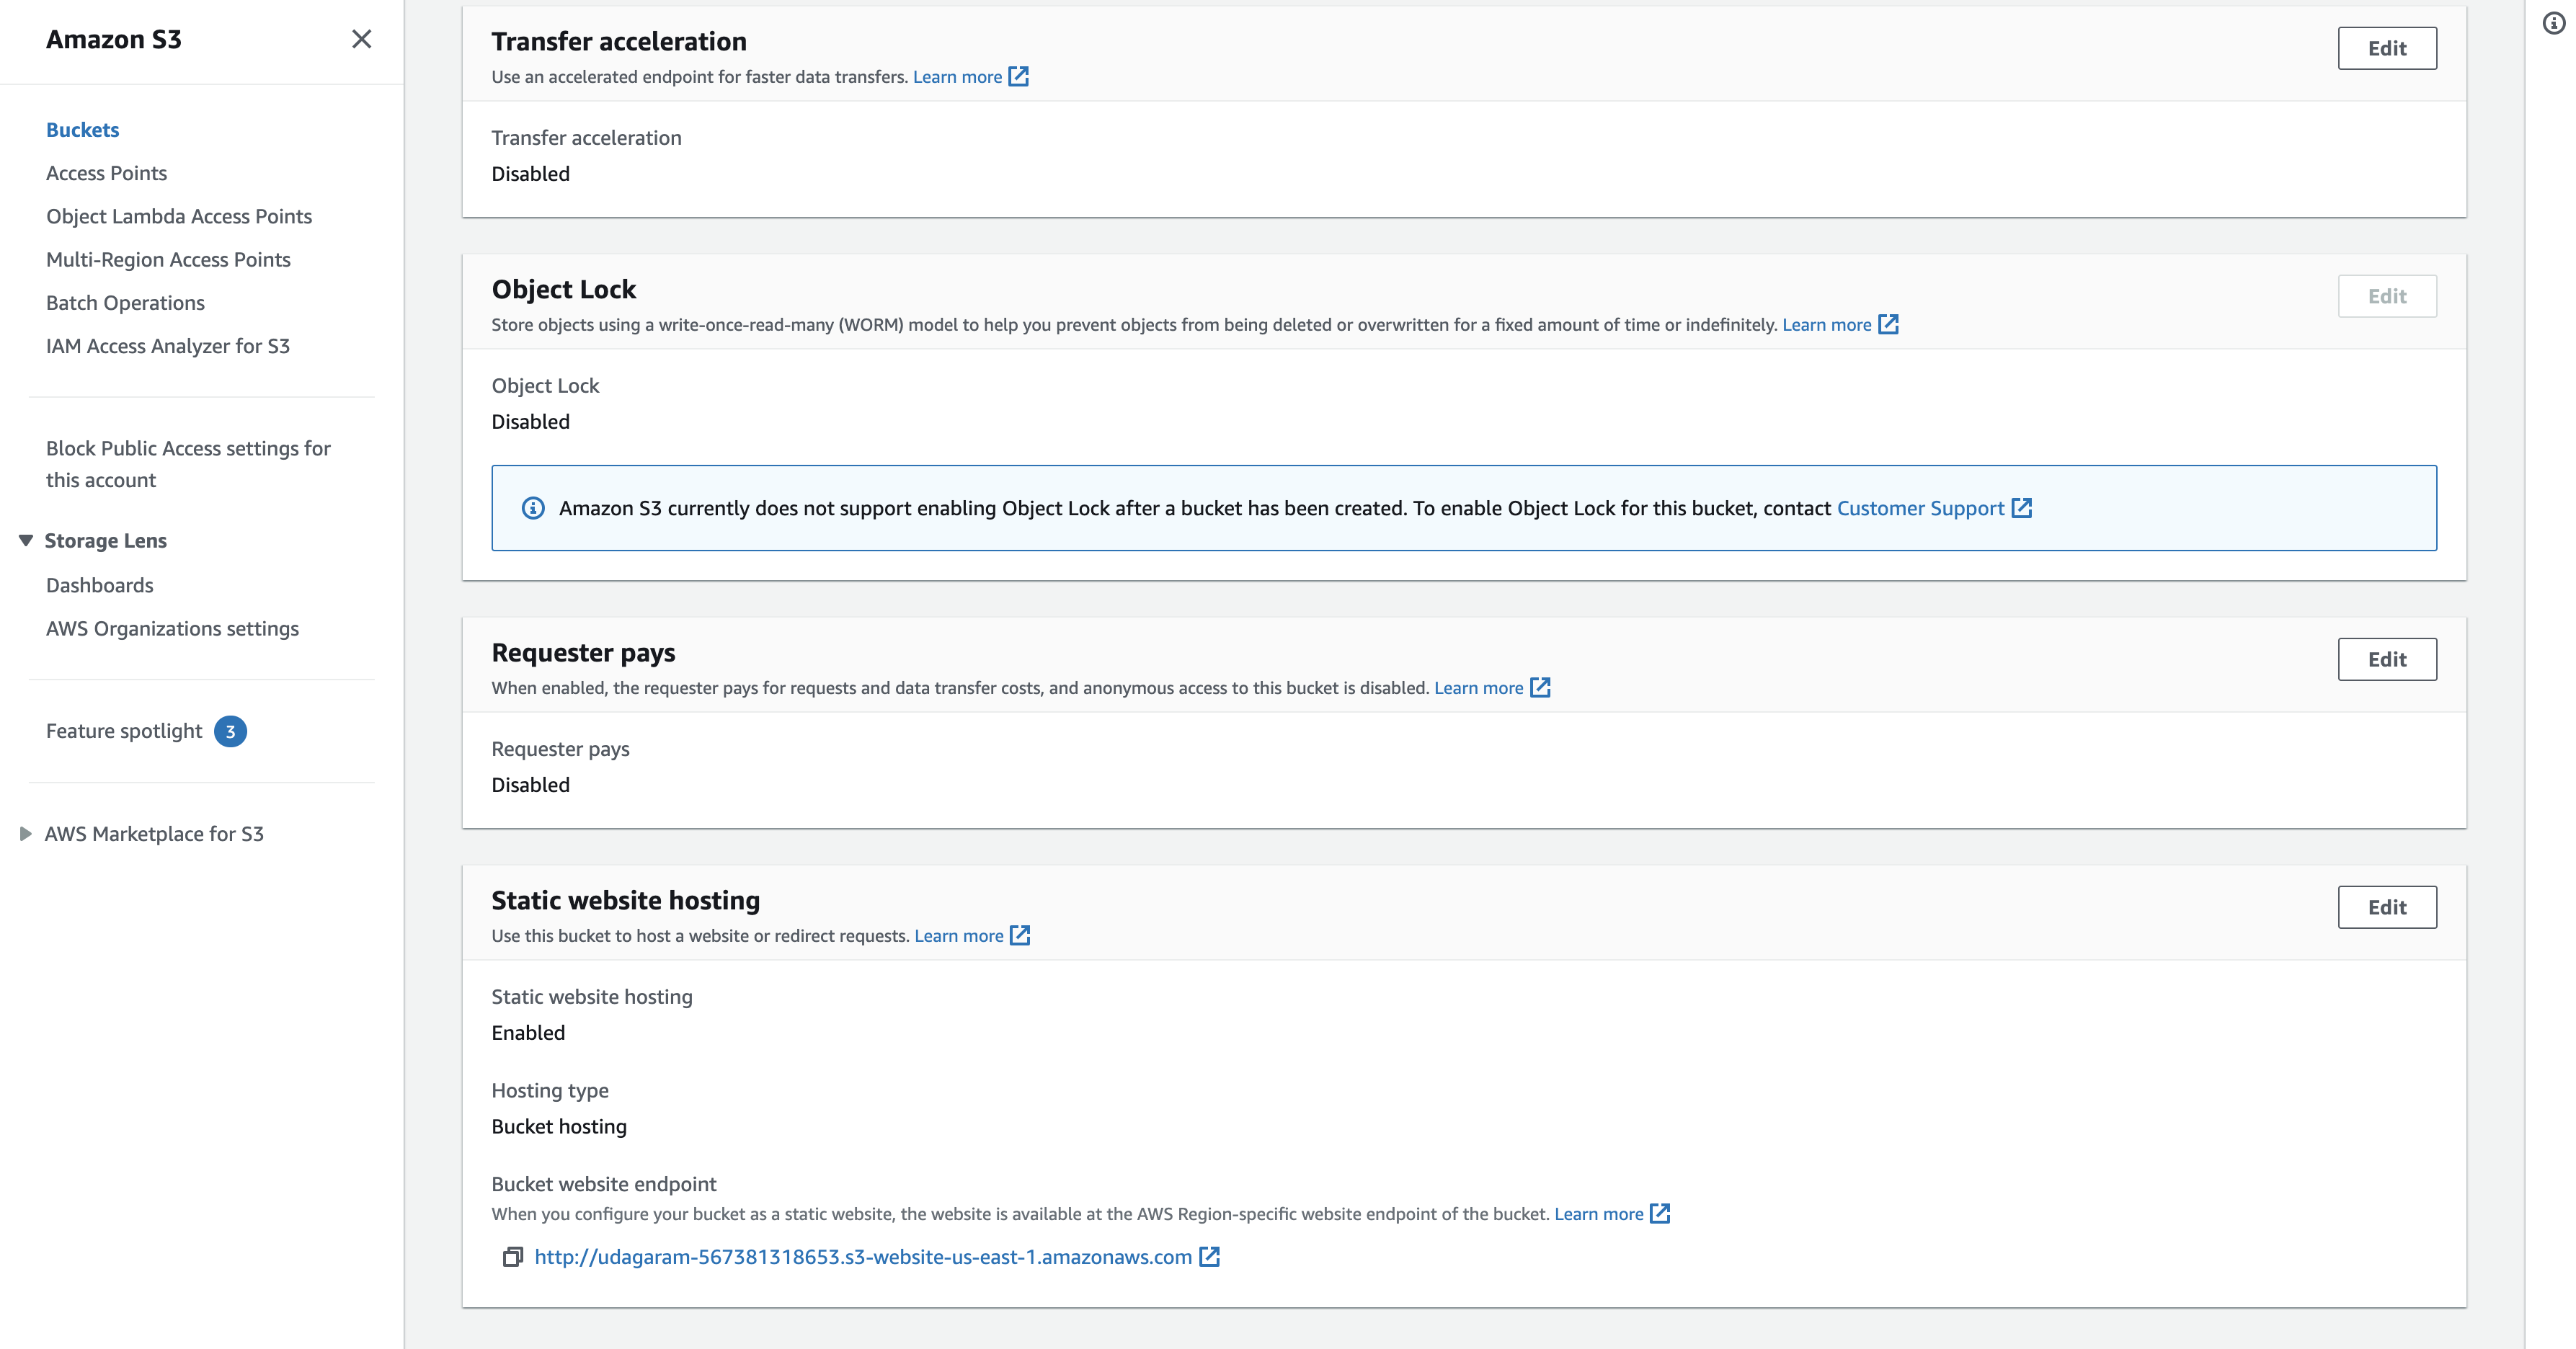 Amazon S3
Buckets
Access Points
Object Lambda Access Points
Multi-Region Access Points
Batch Operations
IAM Access Analyzer for S3
Block Public Access settings for
this account
Storage Lens
Dashboards
AWS Organizations settings
Feature spotlight 3
AWS Marketplace for S3
Transfer acceleration
Edit
Use an accelerated endpoint for faster data transfers. Learn more
Transfer acceleration
Disabled
Object Lock
Edit
Store objects using a write-once-read-many (WORM) model to help you prevent objects from being deleted or overwritten for a fixed amount of time or indefinitely. Learn more
Object Lock
Disabled
Amazon S3 currently does not support enabling Object Lock after a bucket has been created. To enable Object Lock for this bucket, contact Customer Support
Requester pays
Edit
When enabled, the requester pays for requests and data transfer costs, and anonymous access to this bucket is disabled. Learn more
Requester pays
Disabled
Static website hosting
Edit
Use this bucket to host a website or redirect requests. Learn more
Static website hosting
Enabled
Hosting type
Bucket hosting
Bucket website endpoint
When you configure your bucket as a static website, the website is available at the AWS Region-specific website endpoint of the bucket. Learn more
http://udagaram-567381318653.s3-website-us-east-1.amazonaws.com